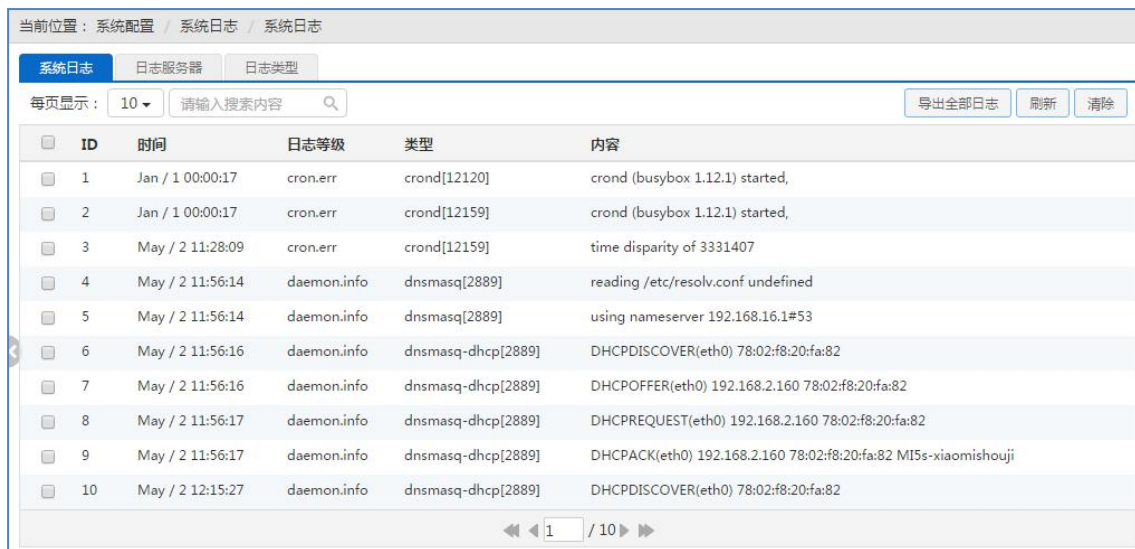 当前位置： 系统配置 / 系统日志 / 系统日志
系统日志 日志服务器 日志类型
每页显示： 10 请输入搜索内容 导出全部日志 刷新 清除
ID 时间 日志等级 类型 内容
1 Jan / 1 00:00:17 cron.err crond[12120] crond (busybox 1.12.1) started,
2 Jan / 1 00:00:17 cron.err crond[12159] crond (busybox 1.12.1) started,
3 May / 2 11:28:09 cron.err crond[12159] time disparity of 3331407
4 May / 2 11:56:14 daemon.info dnsmasq[2889] reading /etc/resolv.conf undefined
5 May / 2 11:56:14 daemon.info dnsmasq[2889] using nameserver 192.168.16.1#53
6 May / 2 11:56:16 daemon.info dnsmasq-dhcp[2889] DHCPDISCOVER(eth0) 78:02:f8:20:fa:82
7 May / 2 11:56:16 daemon.info dnsmasq-dhcp[2889] DHCPOFFER(eth0) 192.168.2.160 78:02:f8:20:fa:82
8 May / 2 11:56:17 daemon.info dnsmasq-dhcp[2889] DHCPREQUEST(eth0) 192.168.2.160 78:02:f8:20:fa:82
9 May / 2 11:56:17 daemon.info dnsmasq-dhcp[2889] DHCPACK(eth0) 192.168.2.160 78:02:f8:20:fa:82 MI5s-xiaomishouji
10 May / 2 12:15:27 daemon.info dnsmasq-dhcp[2889] DHCPDISCOVER(eth0) 78:02:f8:20:fa:82
1 / 10